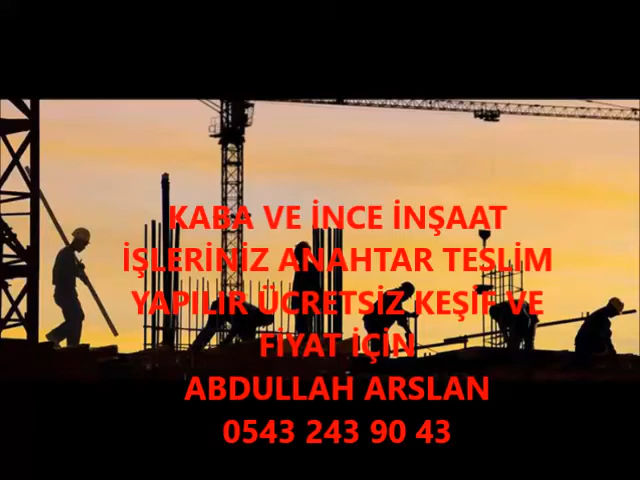 KABA VE İNCE İNŞAAT
İŞLERİNİZ ANAHTAR TESLİM
YAPILIR ÜCRETSİZ KEŞİF VE
FİYAT İÇİN
ABDULLAH ARSLAN
0543 243 90 43